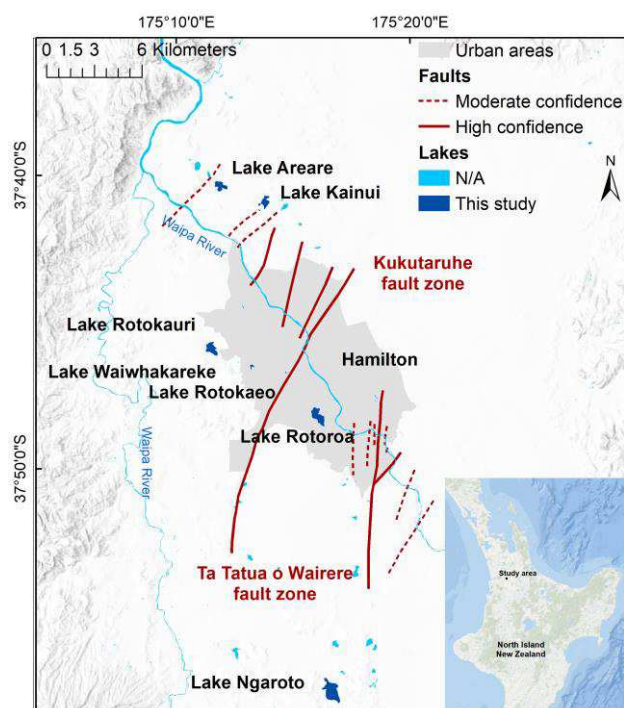 175°10'0"E
175°20'0"E
0 1.5 3 6 Kilometers
Urban areas
Faults
Moderate confidence
High confidence
Lakes
N/A
This study
N
37°40'0"S
Lake Areare
Lake Kainui
Waipa River
Kukutaruhe
fault zone
Lake Rotokauri
Hamilton
Lake Waiwhakareke
Lake Rotokaeo
Lake Rotoroa
Waipa River
37°50'0"S
Ta Tatua o Wairere
fault zone
Study area
North Island
New Zealand
Lake Ngaroto